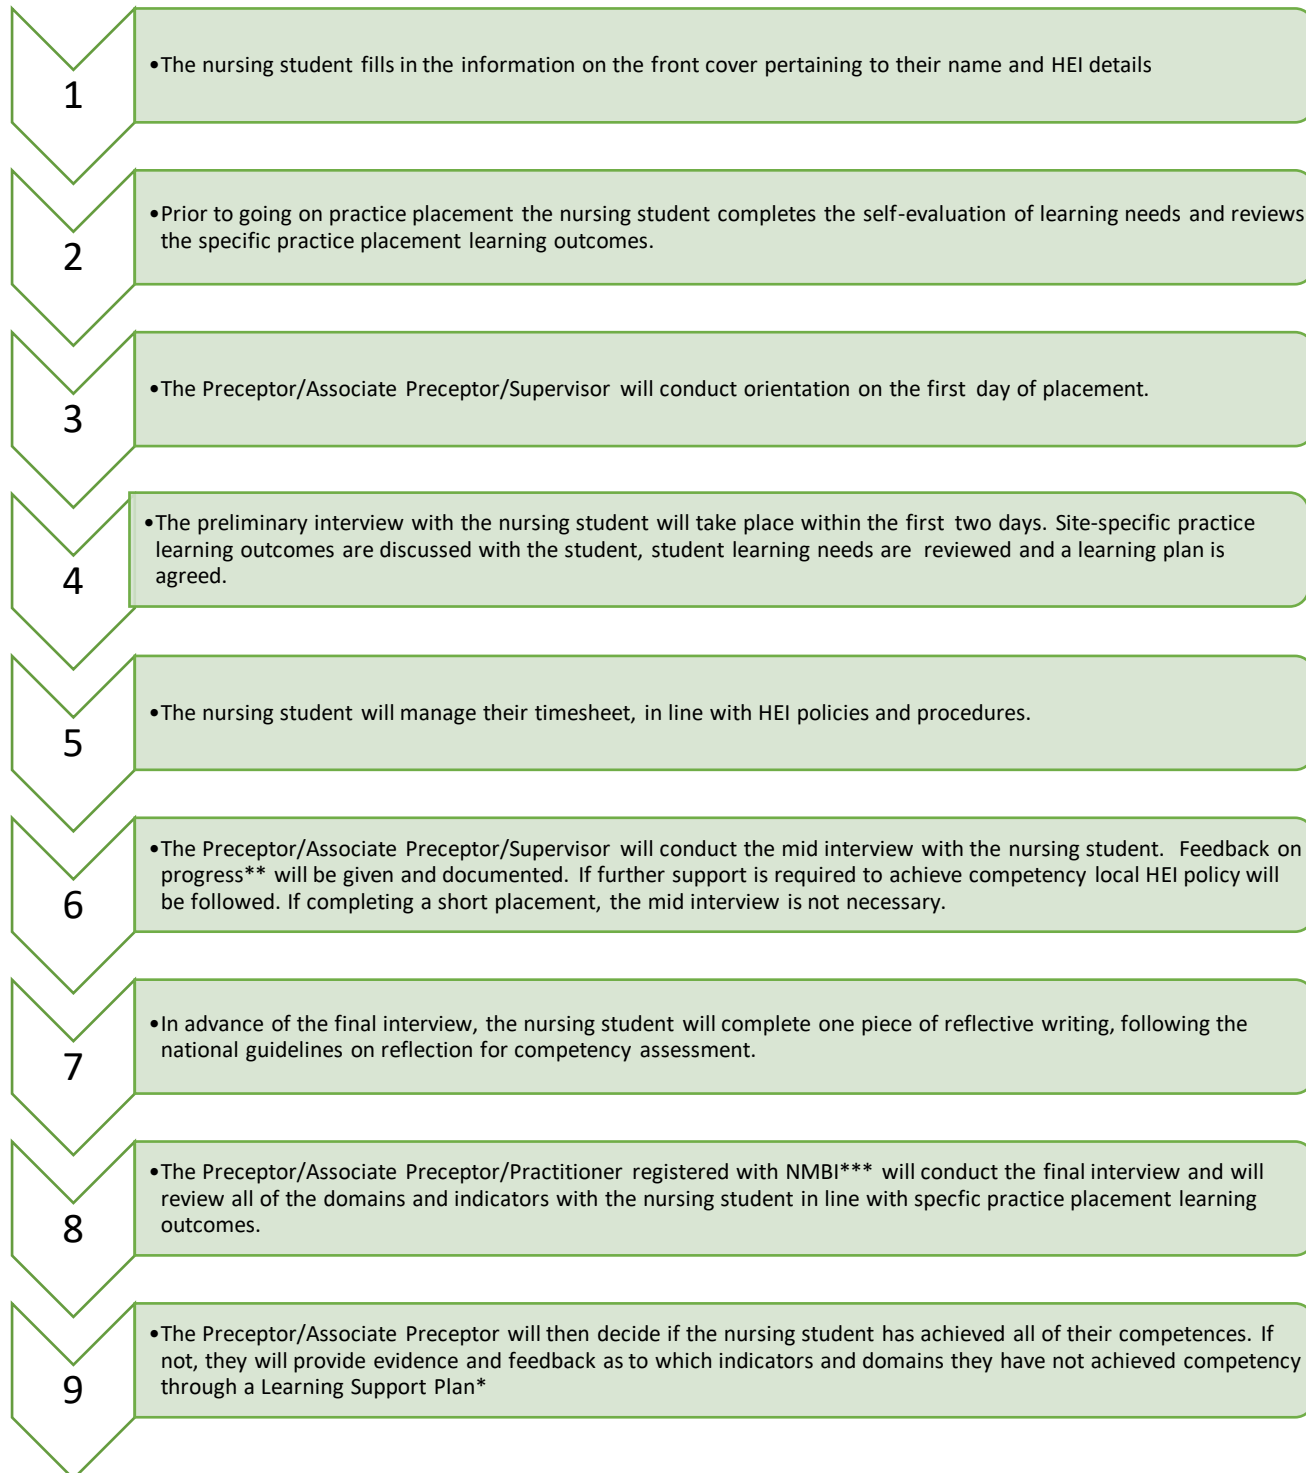 1
•The nursing student fills in the information on the front cover pertaining to their name and HEI details
2
•Prior to going on practice placement the nursing student completes the self-evaluation of learning needs and reviews
the specific practice placement learning outcomes.
3
•The Preceptor/Associate Preceptor/Supervisor will conduct orientation on the first day of placement.
4
•The preliminary interview with the nursing student will take place within the first two days. Site-specific practice
learning outcomes are discussed with the student, student learning needs are reviewed and a learning plan is
agreed.
5
•The nursing student will manage their timesheet, in line with HEI policies and procedures.
6
•The Preceptor/Associate Preceptor/Supervisor will conduct the mid interview with the nursing student. Feedback on
progress** will be given and documented. If further support is required to achieve competency local HEI policy will
be followed. If completing a short placement, the mid interview is not necessary.
7
•In advance of the final interview, the nursing student will complete one piece of reflective writing, following the
national guidelines on reflection for competency assessment.
8
•The Preceptor/Associate Preceptor/Practitioner registered with NMBI*** will conduct the final interview and will
review all of the domains and indicators with the nursing student in line with specfic practice placement learning
outcomes.
9
•The Preceptor/Associate Preceptor will then decide if the nursing student has achieved all of their competences. If
not, they will provide evidence and feedback as to which indicators and domains they have not achieved competency
through a Learning Support Plan*